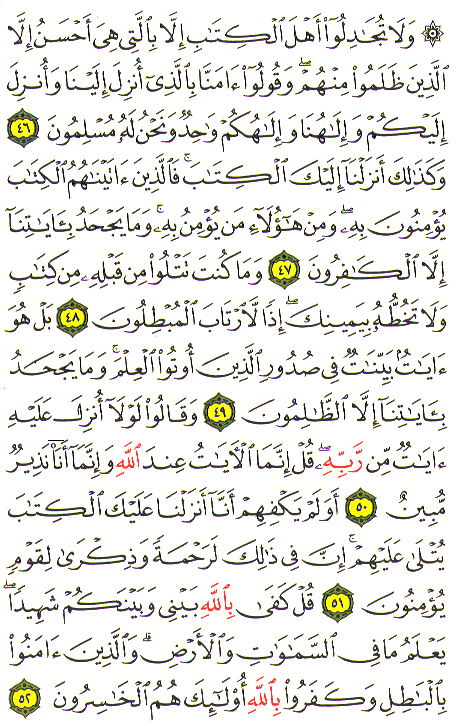 ۞ وَلَا تُجَٰدِلُوٓا۟ أَهْلَ ٱلْكِتَٰبِ إِلَّا بِٱلَّتِى هِىَ أَحْسَنُ إِلَّا
ٱلَّذِينَ ظَلَمُوا۟ مِنْهُمْ ۖ وَقُولُوٓا۟ ءَامَنَّا بِٱلَّذِىٓ أُنزِلَ إِلَيْنَا وَأُنزِلَ
إِلَيْكُمْ وَإِلَٰهُنَا وَإِلَٰهُكُمْ وَٰحِدٌ وَنَحْنُ لَهُۥ مُسْلِمُونَ ٤٦
وَكَذَٰلِكَ أَنزَلْنَآ إِلَيْكَ ٱلْكِتَٰبَ ۚ فَٱلَّذِينَ ءَاتَيْنَٰهُمُ ٱلْكِتَٰبَ
يُؤْمِنُونَ بِهِۦ ۖ وَمِنْ هَٰٓؤُلَآءِ مَن يُؤْمِنُ بِهِۦ ۚ وَمَا يَجْحَدُ بِـَٔايَٰتِنَآ
إِلَّا ٱلْكَٰفِرُونَ ٤٧ وَمَا كُنتَ تَتْلُوا۟ مِن قَبْلِهِۦ مِن كِتَٰبٍ
وَلَا تَخُطُّهُۥ بِيَمِينِكَ ۖ إِذًا لَّٱرْتَابَ ٱلْمُبْطِلُونَ ٤٨ بَلْ هُوَ
ءَايَٰتٌۢ بَيِّنَٰتٌ فِى صُدُورِ ٱلَّذِينَ أُوتُوا۟ ٱلْعِلْمَ ۚ وَمَا يَجْحَدُ
بِـَٔايَٰتِنَآ إِلَّا ٱلظَّٰلِمُونَ ٤٩ وَقَالُوا۟ لَوْلَآ أُنزِلَ عَلَيْهِ
ءَايَٰتٌ مِّن رَّبِّهِۦ ۖ قُلْ إِنَّمَا ٱلْـَٔايَٰتُ عِندَ ٱللَّهِ وَإِنَّمَآ أَنَا۠ نَذِيرٌ
مُّبِينٌ ٥٠ أَوَلَمْ يَكْفِهِمْ أَنَّآ أَنزَلْنَا عَلَيْكَ ٱلْكِتَٰبَ
يُتْلَىٰ عَلَيْهِمْ ۚ إِنَّ فِى ذَٰلِكَ لَرَحْمَةً وَذِكْرَىٰ لِقَوْمٍ
يُؤْمِنُونَ ٥١ قُلْ كَفَىٰ بِٱللَّهِ بَيْنِى وَبَيْنَكُمْ شَهِيدًا ۖ
يَعْلَمُ مَا فِى ٱلسَّمَٰوَٰتِ وَٱلْأَرْضِ ۗ وَٱلَّذِينَ ءَامَنُوا۟
بِٱلْبَٰطِلِ وَكَفَرُوا۟ بِٱللَّهِ أُو۟لَٰٓئِكَ هُمُ ٱلْخَٰسِرُونَ ٥٢